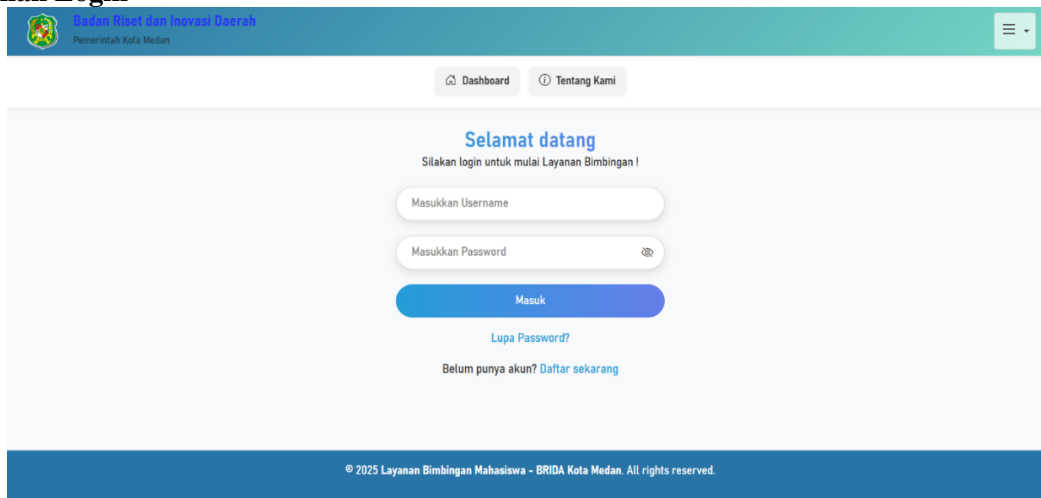 Login
Badan Riset dan Inovasi Daerah
Pemerintah Kota Medan
Dashboard
Tentang Kami
Selamat datang
Silakan login untuk mulai Layanan Bimbingan !
Masukkan Username
Masukkan Password
Masuk
Lupa Password?
Belum punya akun? Daftar sekarang
© 2025 Layanan Bimbingan Mahasiswa - BRIDA Kota Medan. All rights reserved.